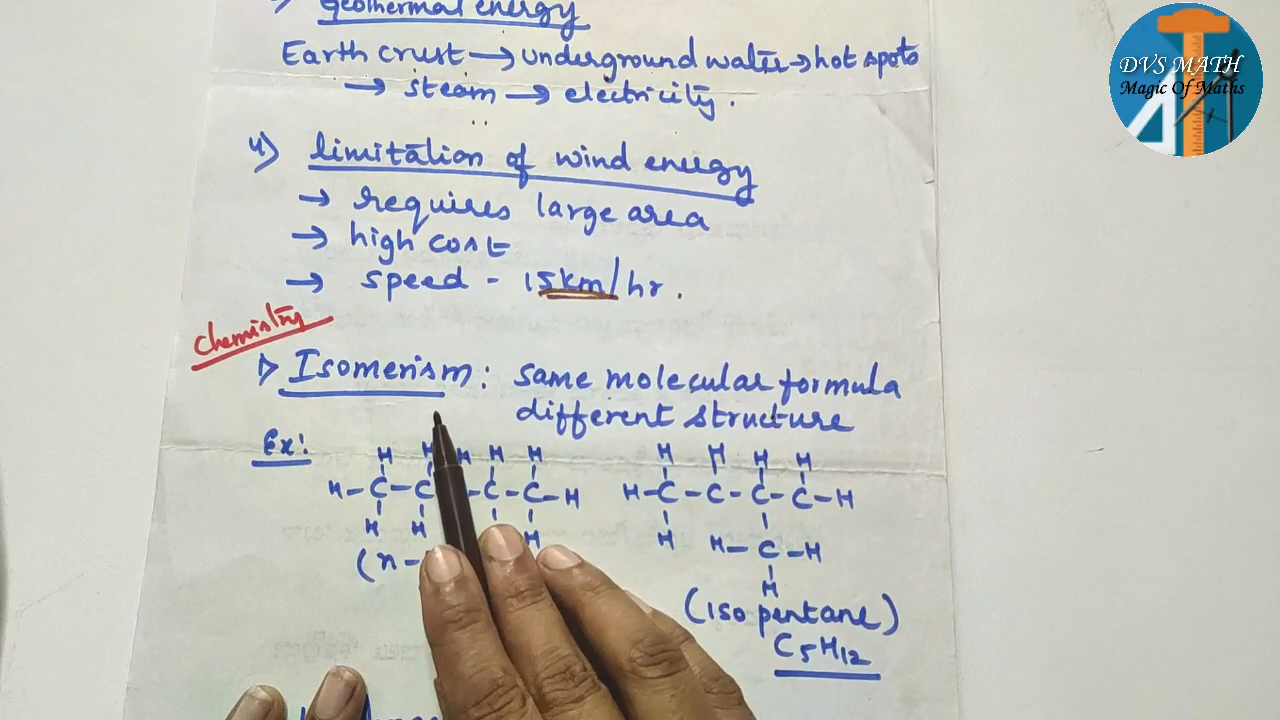 Geothermal energy
Earth crust → underground water → hot spots
→ steam → electricity.
4) limitation of wind energy
→ requires large area
→ high cost
→ speed - 15km/hr.
Chemistry
1) Isomerism: same molecular formula
different structure
Ex:
H H H H H
H-C-C-C-C-H
H H H
(n-
H H H H
H-C-C-C-C-H
H H-C-H
H
(iso pentane)
C5H12
DVS MATH
Magic Of Maths